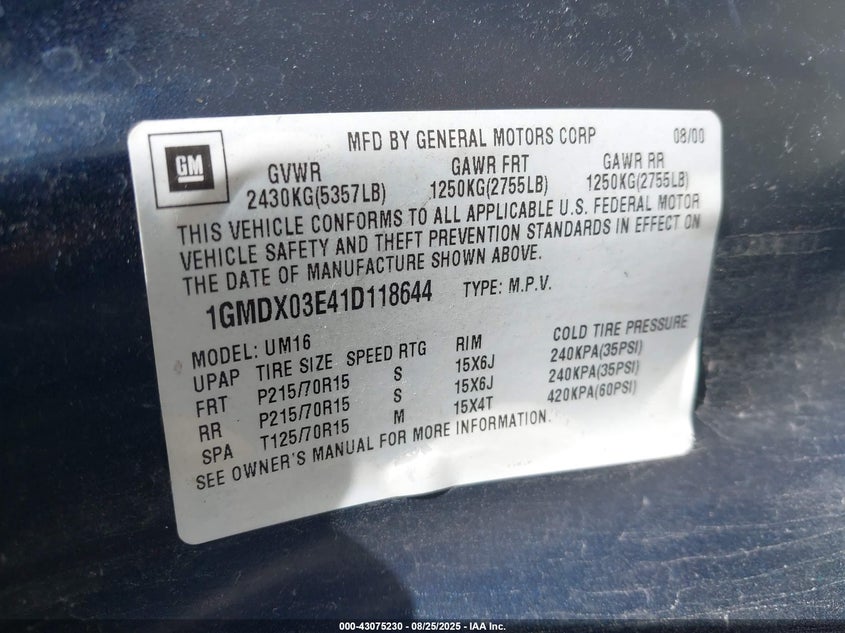 MFD BY GENERAL MOTORS CORP 08/00
GM
GVWR GAWR FRT GAWR RR
2430KG(5357LB) 1250KG(2755LB) 1250KG(2755LB)
THIS VEHICLE CONFORMS TO ALL APPLICABLE U.S. FEDERAL MOTOR
VEHICLE SAFETY AND THEFT PREVENTION STANDARDS IN EFFECT ON
THE DATE OF MANUFACTURE SHOWN ABOVE.
1GMDX03E41D118644 TYPE: M.P.V.
MODEL: UM16
UPAP TIRE SIZE SPEED RTG RIM COLD TIRE PRESSURE
FRT P215/70R15 S 15X6J 240KPA(35PSI)
RR P215/70R15 S 15X6J 240KPA(35PSI)
SPA T125/70R15 M 15X4T 420KPA(60PSI)
SEE OWNER'S MANUAL FOR MORE INFORMATION.
000-43075230 - 08/25/2025 - IAA Inc.